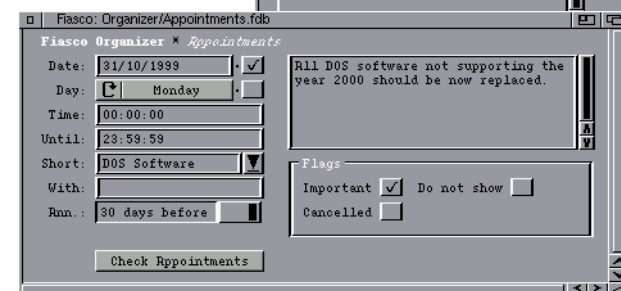 Fiasco: Organizer/Appointments.fdb
Fiasco Organizer * Appointments
Date: 31/10/1999
Day: Monday
Time: 00:00:00
Until: 23:59:59
Short: DOS Software
With:
Ann.: 30 days before
Check Appointments
All DOS software not supporting the
year 2000 should be now replaced.
Flags
Important Do not show
Cancelled